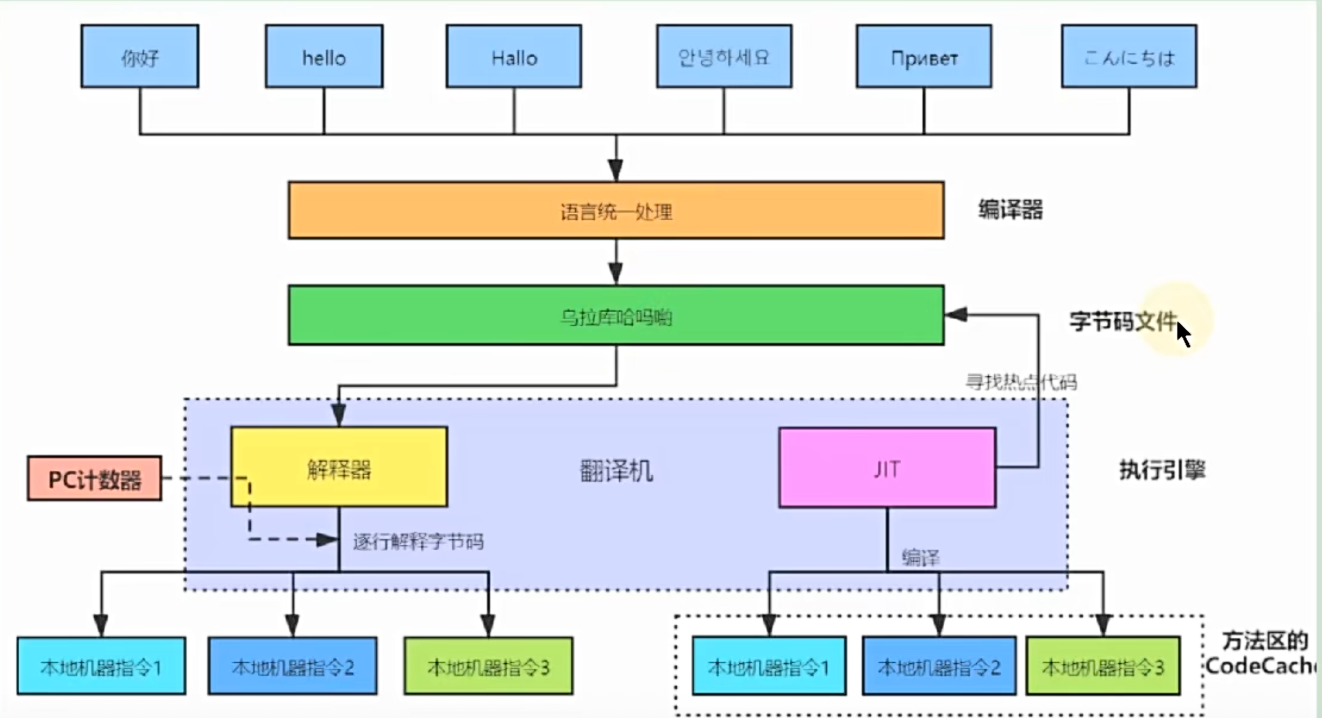 你好
hello
Hallo
안녕하세요
Привет
こんにちは
语言统一处理
编译器
乌拉库哈吗哟
字节码文件
寻找热点代码
PC计数器
解释器
翻译机
JIT
执行引擎
逐行解释字节码
编译
本地机器指令1
本地机器指令2
本地机器指令3
本地机器指令1
本地机器指令2
本地机器指令3
方法区的
CodeCache